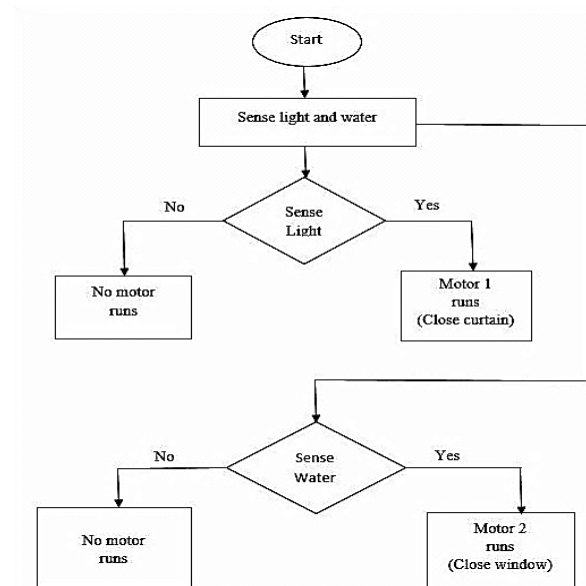 Start
Sense light and water
No
Sense
Light
Yes
No motor
runs
Motor 1
runs
(Close curtain)
No
Sense
Water
Yes
No motor
runs
Motor 2
runs
(Close window)